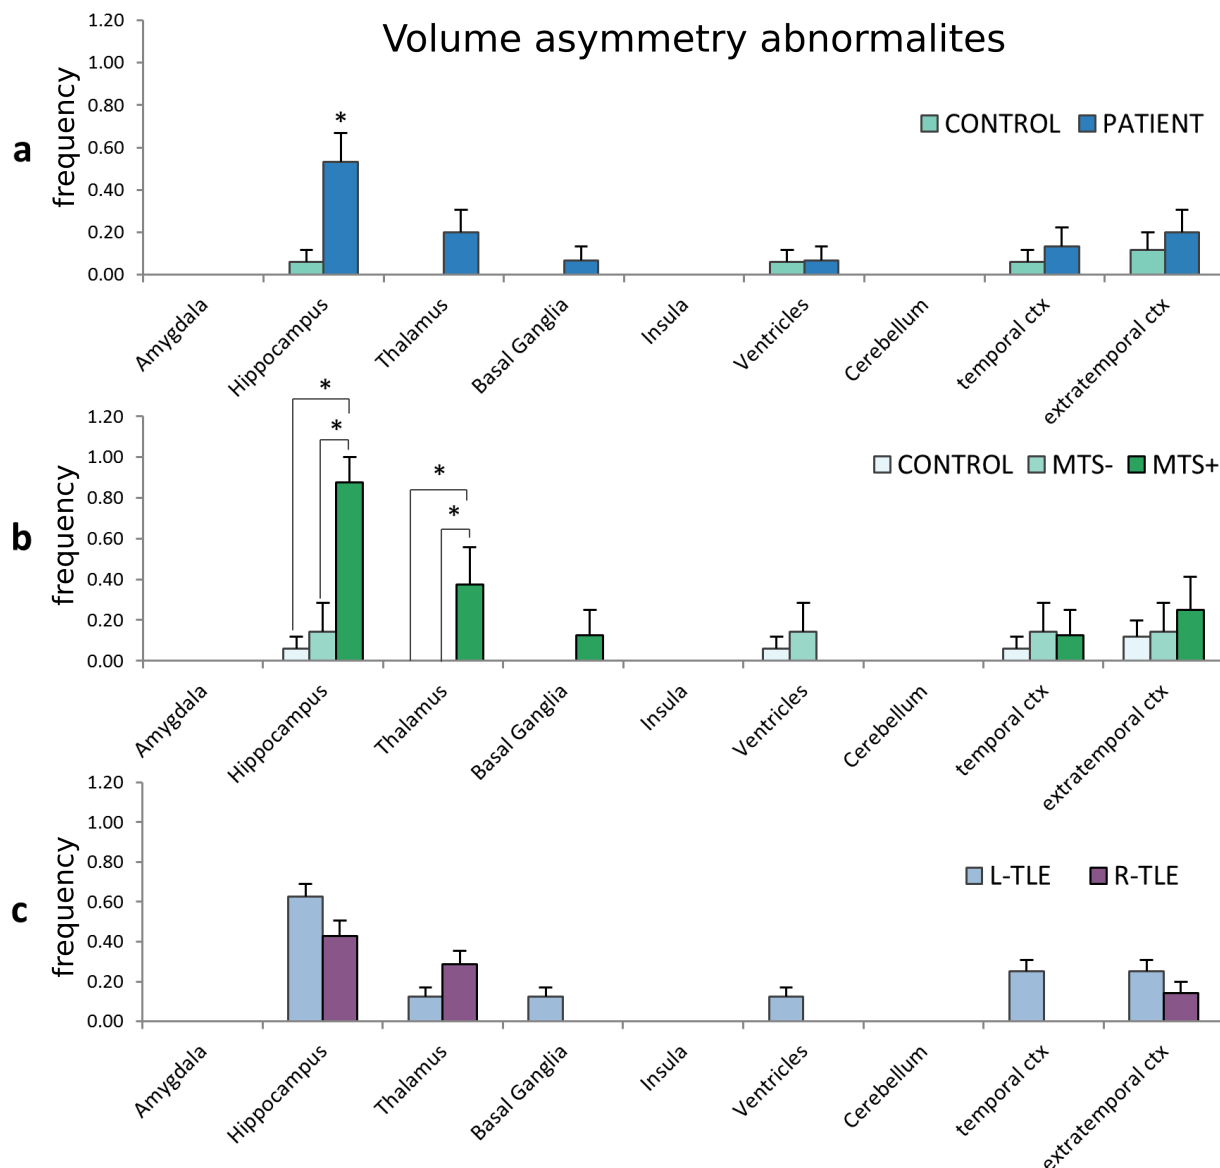 Volume asymmetry abnormalites
a
frequency
1.20
1.00
0.80
0.60
0.40
0.20
0.00
*
CONTROL PATIENT
Amygdala
Hippocampus
Thalamus
Basal Ganglia
Insula
Ventricles
Cerebellum
temporal ctx
extratempo ctx
b
frequency
1.20
1.00
0.80
0.60
0.40
0.20
0.00
*
*
*
*
CONTROL MTS- MTS+
Amygdala
Hippocampus
Thalamus
Basal Ganglia
Insula
Ventricles
Cerebellum
temporal ctx
extratemporal ctx
c
frequency
1.20
1.00
0.80
0.60
0.40
0.20
0.00
L-TLE R-TLE
Amygdala
Hippocampus
Thalamus
Basal Ganglia
Insula
Ventricles
Cerebellum
temporal ctx
extratemporal ctx